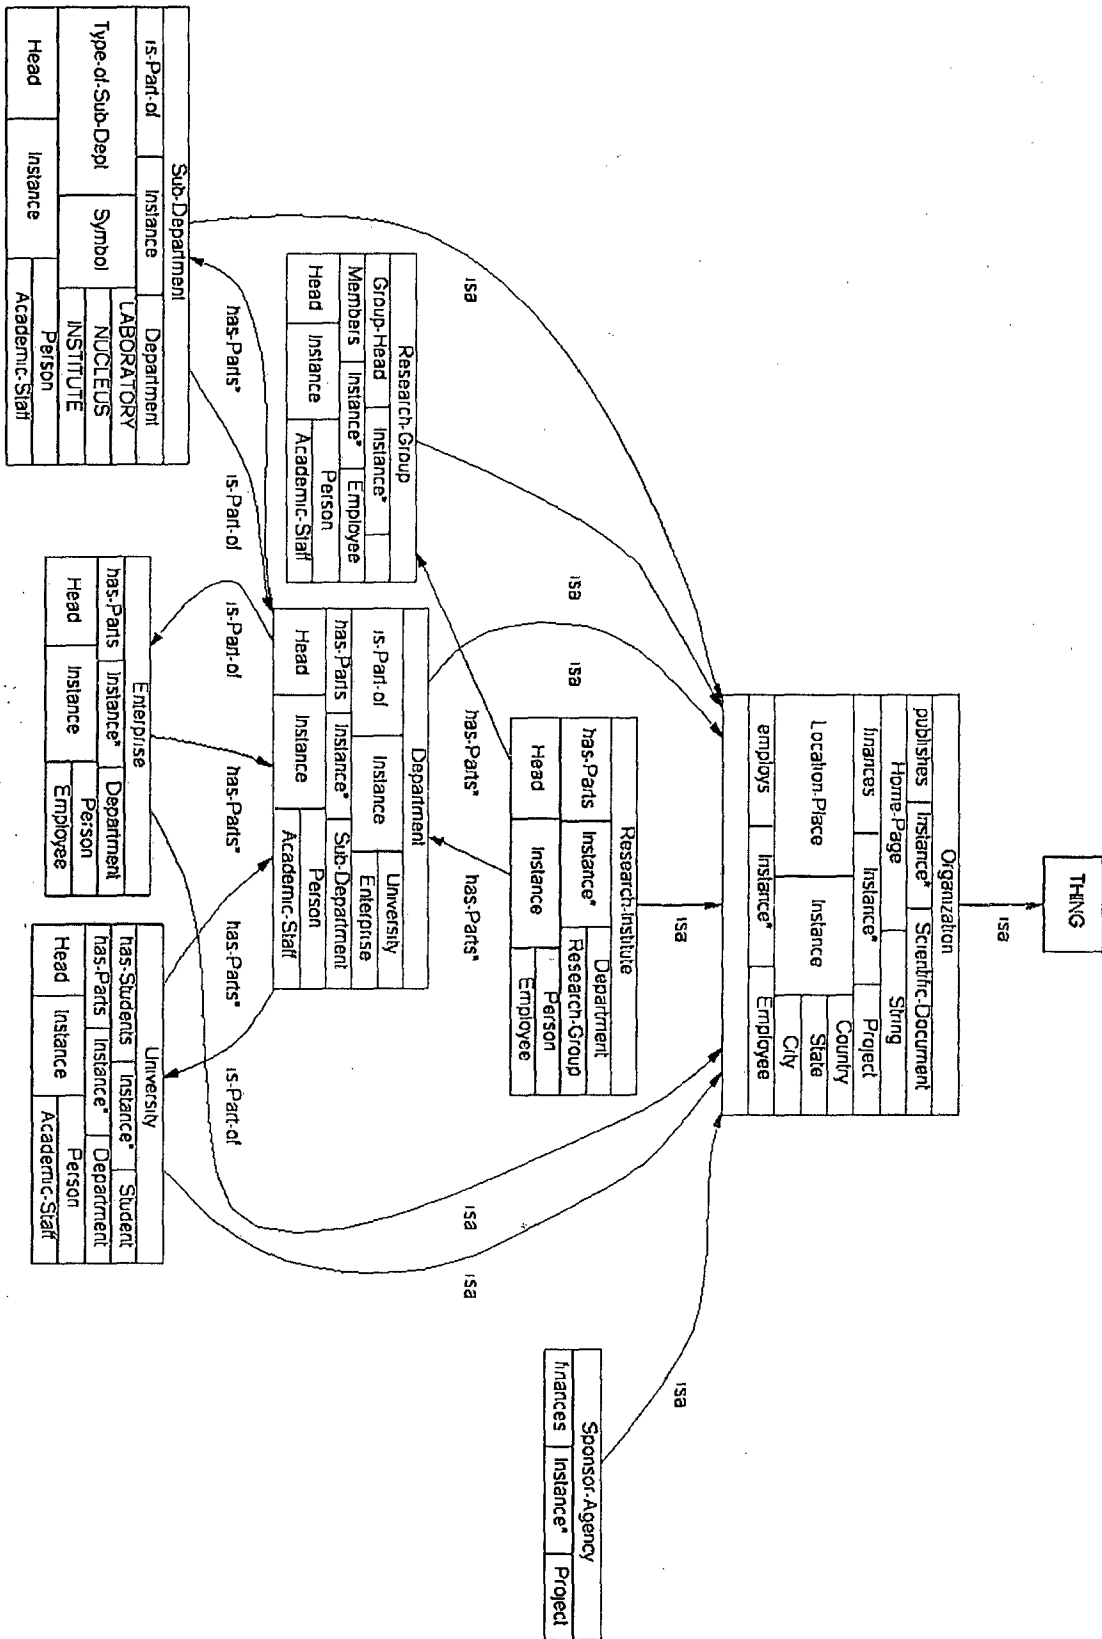 THING
isa
Organization
publishes Instance* Scientific-Document
Home-Page String
finances Instance* Project
Location-Place Instance Country
State
City
employs Instance* Employee
isa
isa
isa
isa
isa
isa
isa
Sponsor-Agency
finances Instance* Project
Research-Institute
has-Parts Instance* Department
Research-Group
Head Instance Person
Employee
has-Parts*
has-Parts*
Research-Group
Group-Head Instance*
Members Instance* Employee
Head Instance Person
Academic-Staff
Department
is-Part-of Instance University
Enterprise
has-Parts Instance* Sub-Department
Head Instance Person
Academic-Staff
has-Parts*
is-Part-of
is-Part-of
has-Parts*
has-Parts*
is-Part-of
Sub-Department
is-Part-of Instance Department
Type-of-Sub-Dept Symbol LABORATORY
NUCLEUS
INSTITUTE
Head Instance Person
Academic-Staff
Enterprise
has-Parts Instance* Department
Head Instance Person
Employee
University
has-Students Instance* Student
has-Parts Instance* Department
Head Instance Person
Academic-Staff